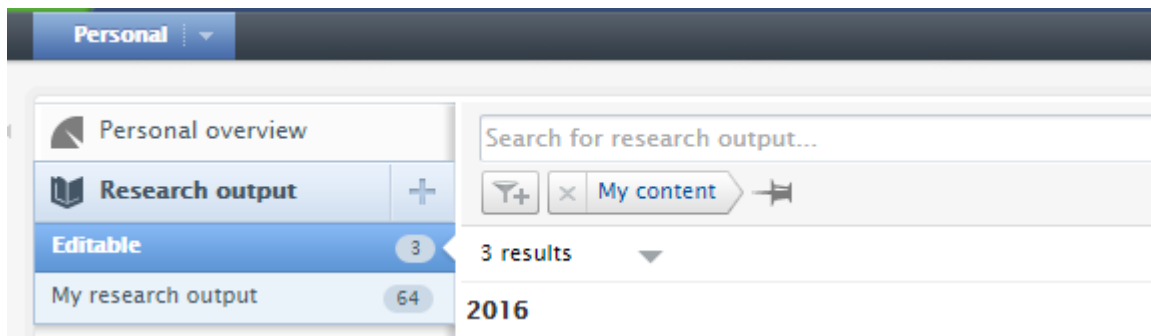 Personal
Personal overview
Research output
Editable 3
My research output 64
Search for research output...
My content
3 results
2016